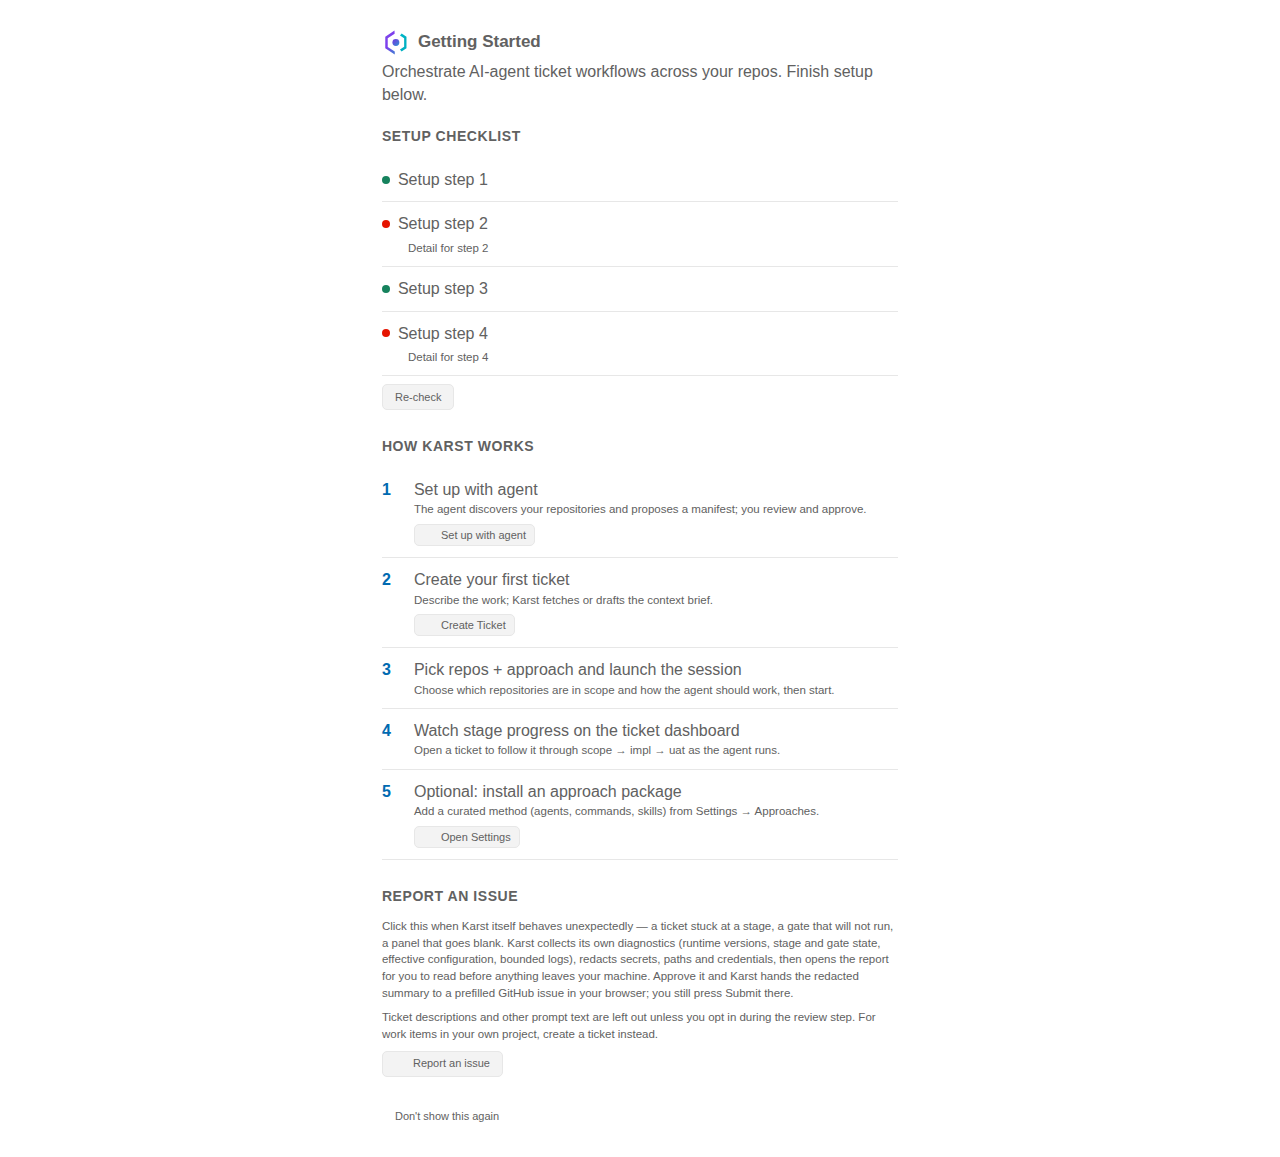 Getting Started
Orchestrate AI-agent ticket workflows across your repos. Finish setup
below.
SETUP CHECKLIST
Setup step 1
Setup step 2
Detail for step 2
Setup step 3
Setup step 4
Detail for step 4
Re-check
HOW KARST WORKS
1 Set up with agent
The agent discovers your repositories and proposes a manifest; you review and approve.
Set up with agent
2 Create your first ticket
Describe the work; Karst fetches or drafts the context brief.
Create Ticket
3 Pick repos + approach and launch the session
Choose which repositories are in scope and how the agent should work, then start.
4 Watch stage progress on the ticket dashboard
Open a ticket to follow it through scope → impl → uat as the agent runs.
5 Optional: install an approach package
Add a curated method (agents, commands, skills) from Settings → Approaches.
Open Settings
REPORT AN ISSUE
Click this when Karst itself behaves unexpectedly — a ticket stuck at a stage, a gate that will not run,
a panel that goes blank. Karst collects its own diagnostics (runtime versions, stage and gate state,
effective configuration, bounded logs), redacts secrets, paths and credentials, then opens the report
for you to read before anything leaves your machine. Approve it and Karst hands the redacted
summary to a prefilled GitHub issue in your browser; you still press Submit there.
Ticket descriptions and other prompt text are left out unless you opt in during the review step. For
work items in your own project, create a ticket instead.
Report an issue
Don't show this again